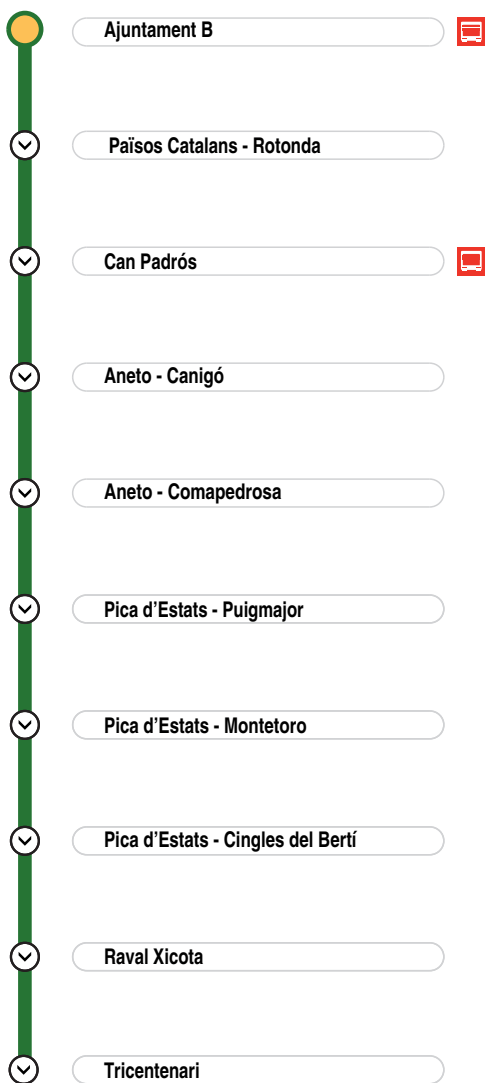 Ajuntament B
Països Catalans - Rotonda
Can Padrós
Aneto - Canigó
Aneto - Comapedrosa
Pica d’Estats - Puigmajor
Pica d’Estats - Montetoro
Pica d’Estats - Cingles del Bertí
Raval Xicota
Tricentenari